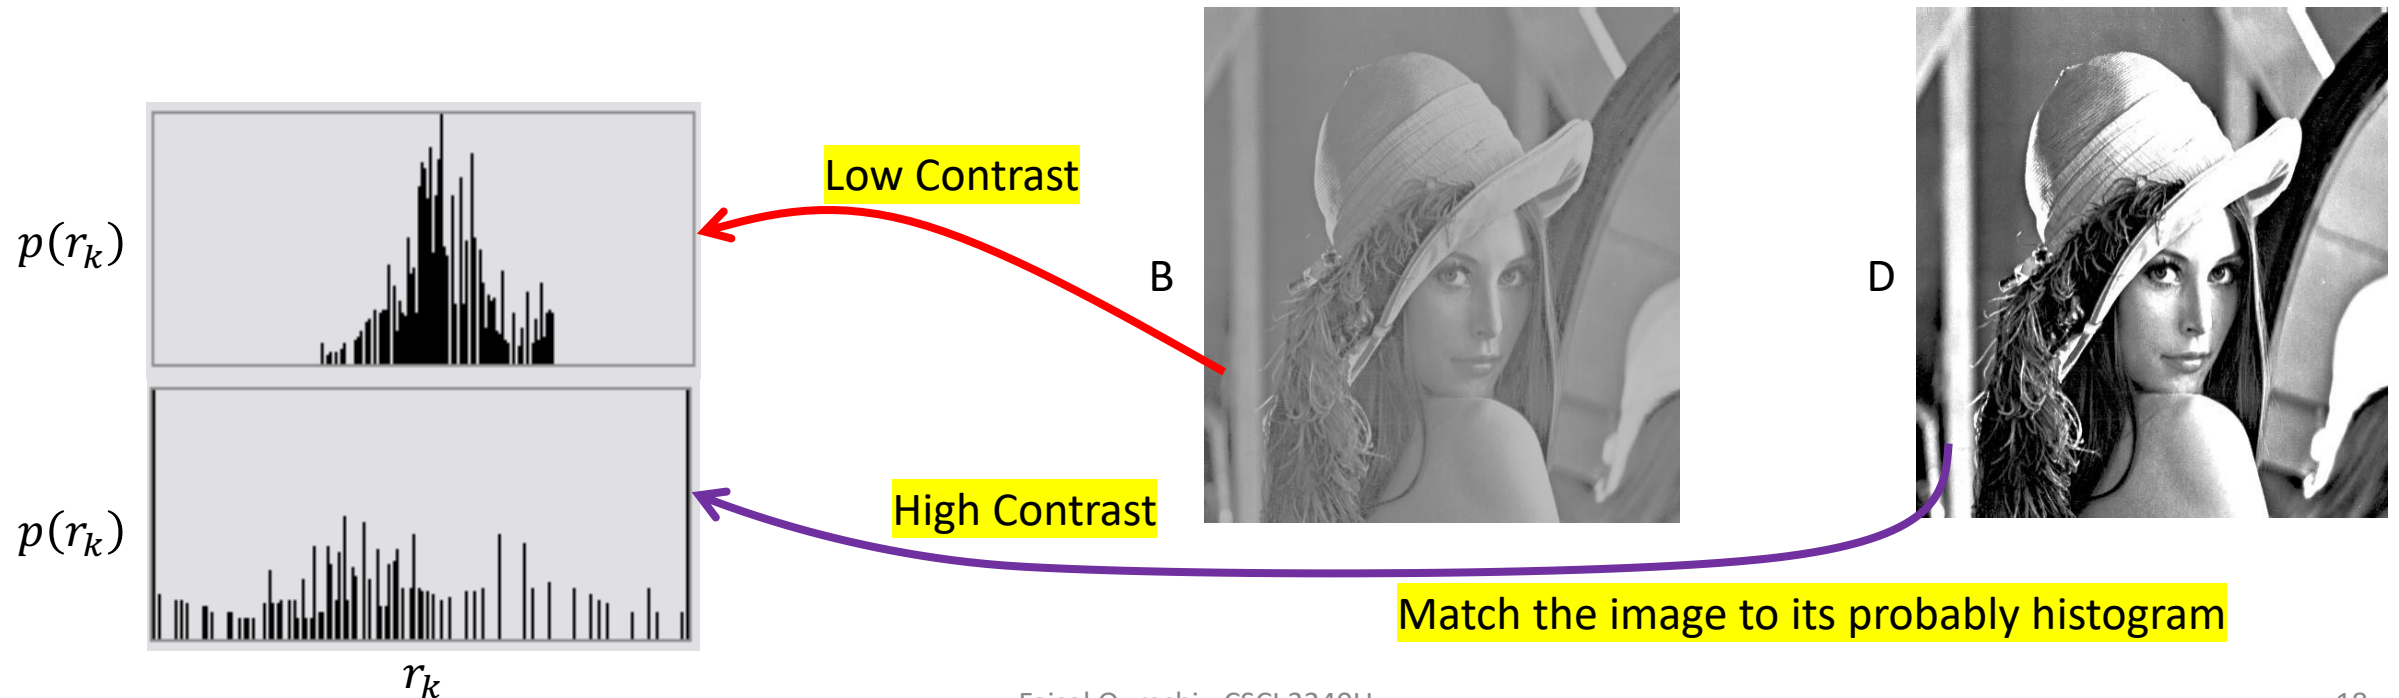 Low Contrast
p(r_k)
B
D
High Contrast
p(r_k)
Match the image to its probably histogram
r_k